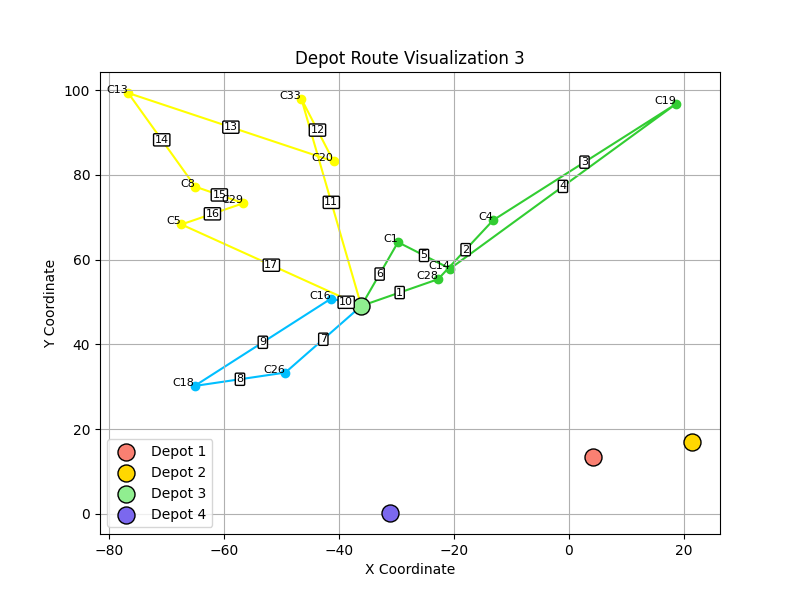 Depot Route Visualization 3
Y Coordinate
100
80
60
40
20
0
C13
C33
C19
13
12
14
C20
3
C8
C29
15
4
11
16
C5
C4
C1
2
5
17
C14
6
C28
C16
10
1
9
7
C18
8
C26
Depot 1
Depot 2
Depot 3
Depot 4
−80
−60
−40
−20
0
20
X Coordinate